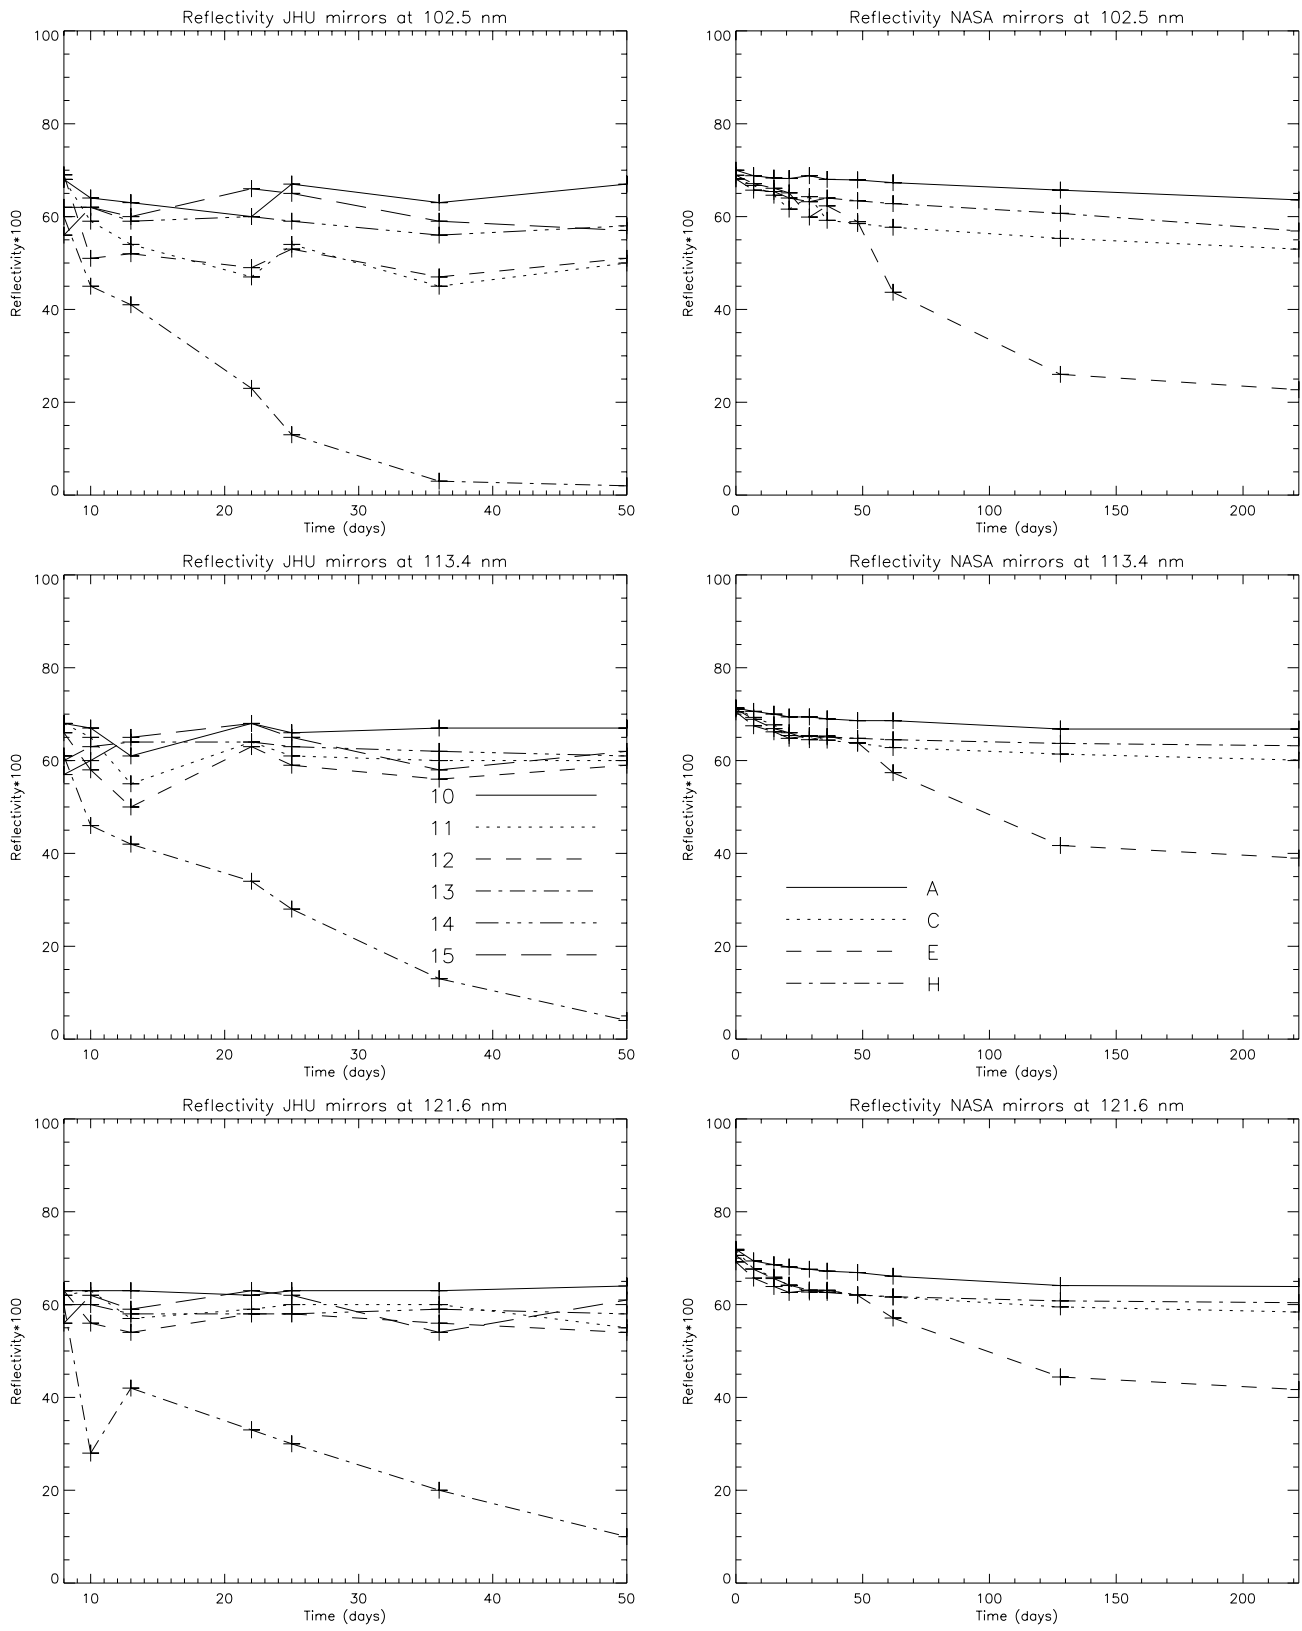 Reflectivity JHU mirrors at 102.5 nm
100
80
60
40
20
0
Reflectivity*100
10 20 30 40 50
Time (days)
Reflectivity NASA mirrors at 102.5 nm
100
80
60
40
20
0
Reflectivity*100
0 50 100 150 200
Time (days)
Reflectivity JHU mirrors at 113.4 nm
100
80
60
40
20
0
Reflectivity*100
10
11
12
13
14
15
10 20 30 40 50
Time (days)
Reflectivity NASA mirrors at 113.4 nm
100
80
60
40
20
0
Reflectivity*100
A
C
E
H
0 50 100 150 200
Time (days)
Reflectivity JHU mirrors at 121.6 nm
100
80
60
40
20
0
Reflectivity*100
10 20 30 40 50
Time (days)
Reflectivity NASA mirrors at 121.6 nm
100
80
60
40
20
0
Reflectivity*100
0 50 100 150 200
Time (days)